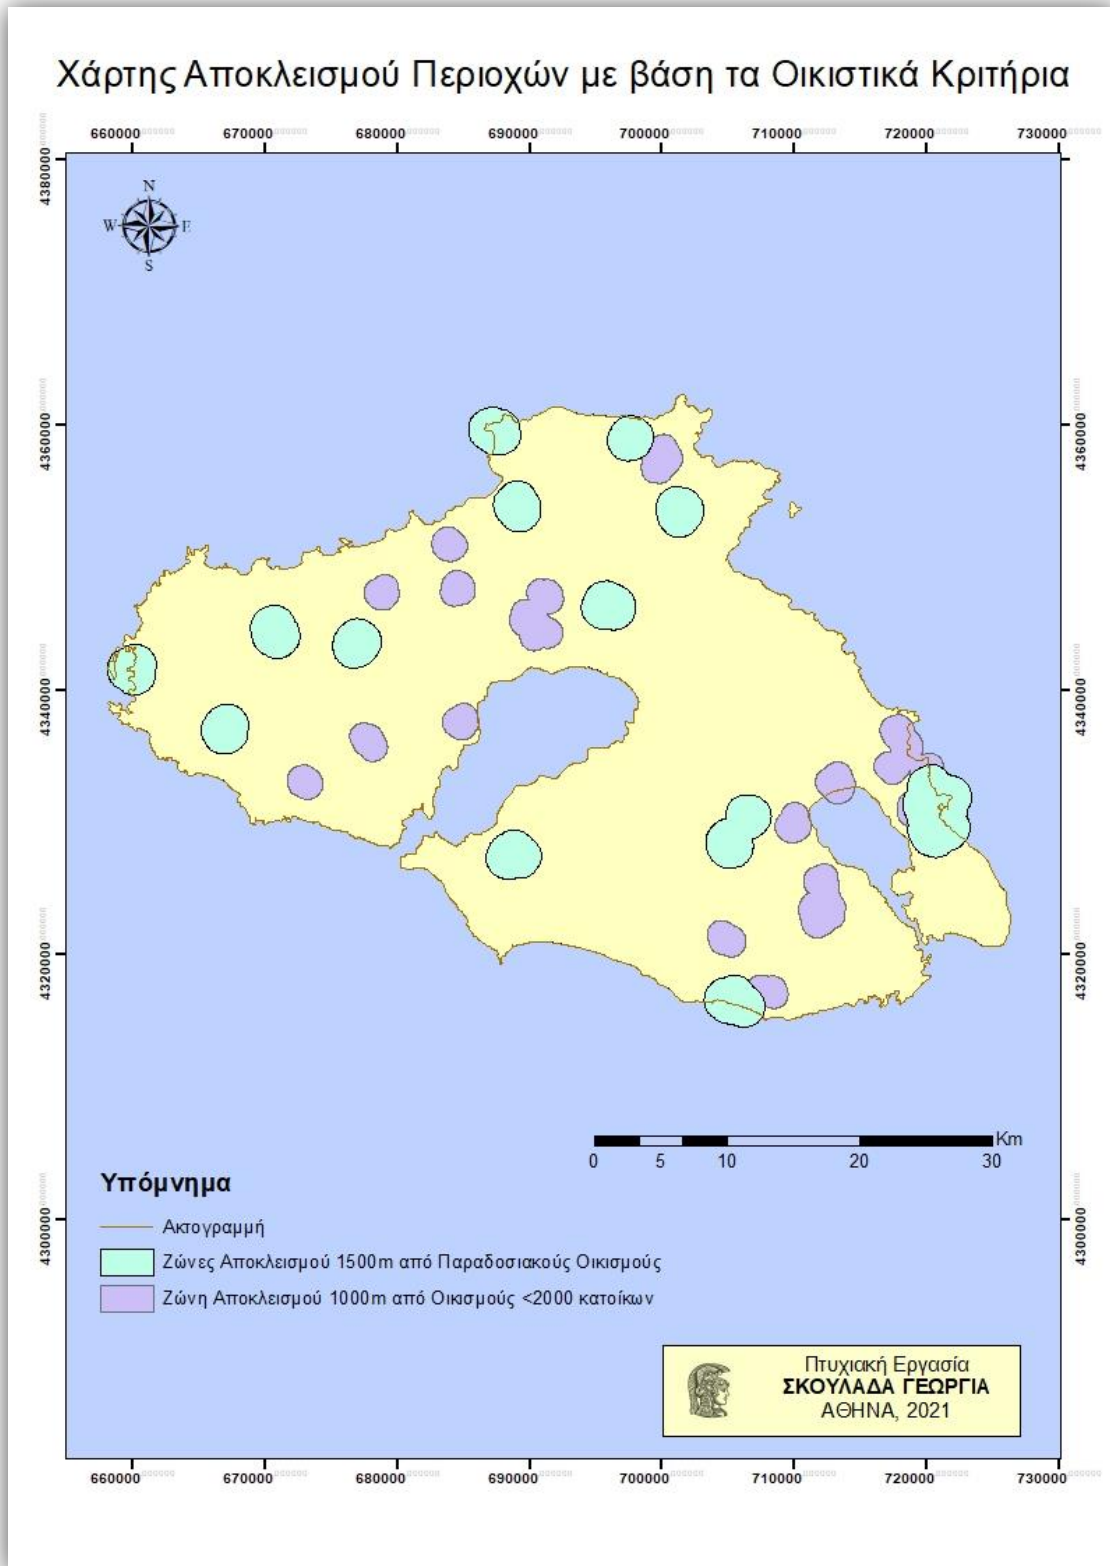 Χάρτης Αποκλεισμού Περιοχών με βάση τα Οικιστικά Κριτήρια
660000 670000 680000 690000 700000 710000 720000 730000
4380000
N
W E
S
4360000 4360000
4340000 4340000
4320000 4320000
Km
0 5 10 20 30
Υπόμνημα
4300000 4300000
Ακτογραμμή
Ζώνες Αποκλεισμού 1500m από Παραδοσιακούς Οικισμούς
Ζώνη Αποκλεισμού 1000m από Οικισμούς <2000 κατοίκων
Πτυχιακή Εργασία
ΣΚΟΥΛΑΔΑ ΓΕΩΡΓΙΑ
ΑΘΗΝΑ, 2021
660000 670000 680000 690000 700000 710000 720000 730000